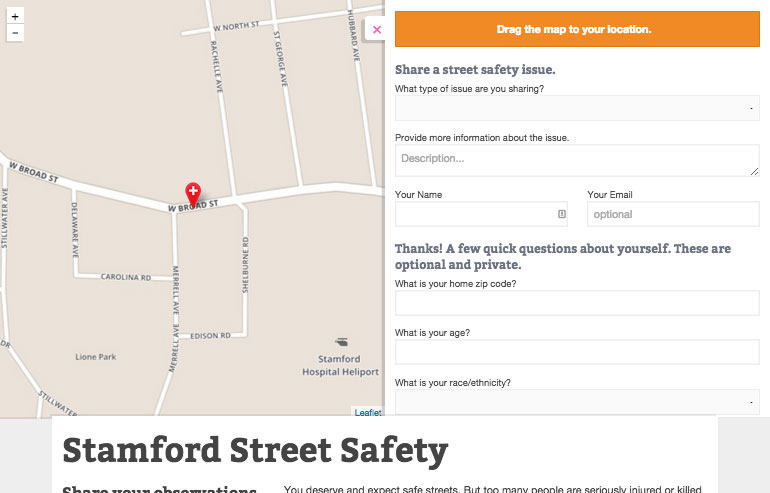 +
−
W NORTH ST
HUBBARD AVE
ST GEORGE AVE
RACHELLE AVE
W BROAD ST
W BROAD ST
STILLWATER AVE
DELAWARE AVE
CAROLINA RD
MERRELL AVE
MERRELL AVE
SHELBURNE RD
EDISON RD
Lione Park
Stamford
Hospital Heliport
DR
STILLWATER
Leaflet
×
Drag the map to your location.
Share a street safety issue.
What type of issue are you sharing?
Provide more information about the issue.
Description...
Your Name
Your Email
optional
Thanks! A few quick questions about yourself. These are
optional and private.
What is your home zip code?
What is your age?
What is your race/ethnicity?
Stamford Street Safety
Share your observations
You deserve and expect safe streets. But too many people are seriously injured or killed